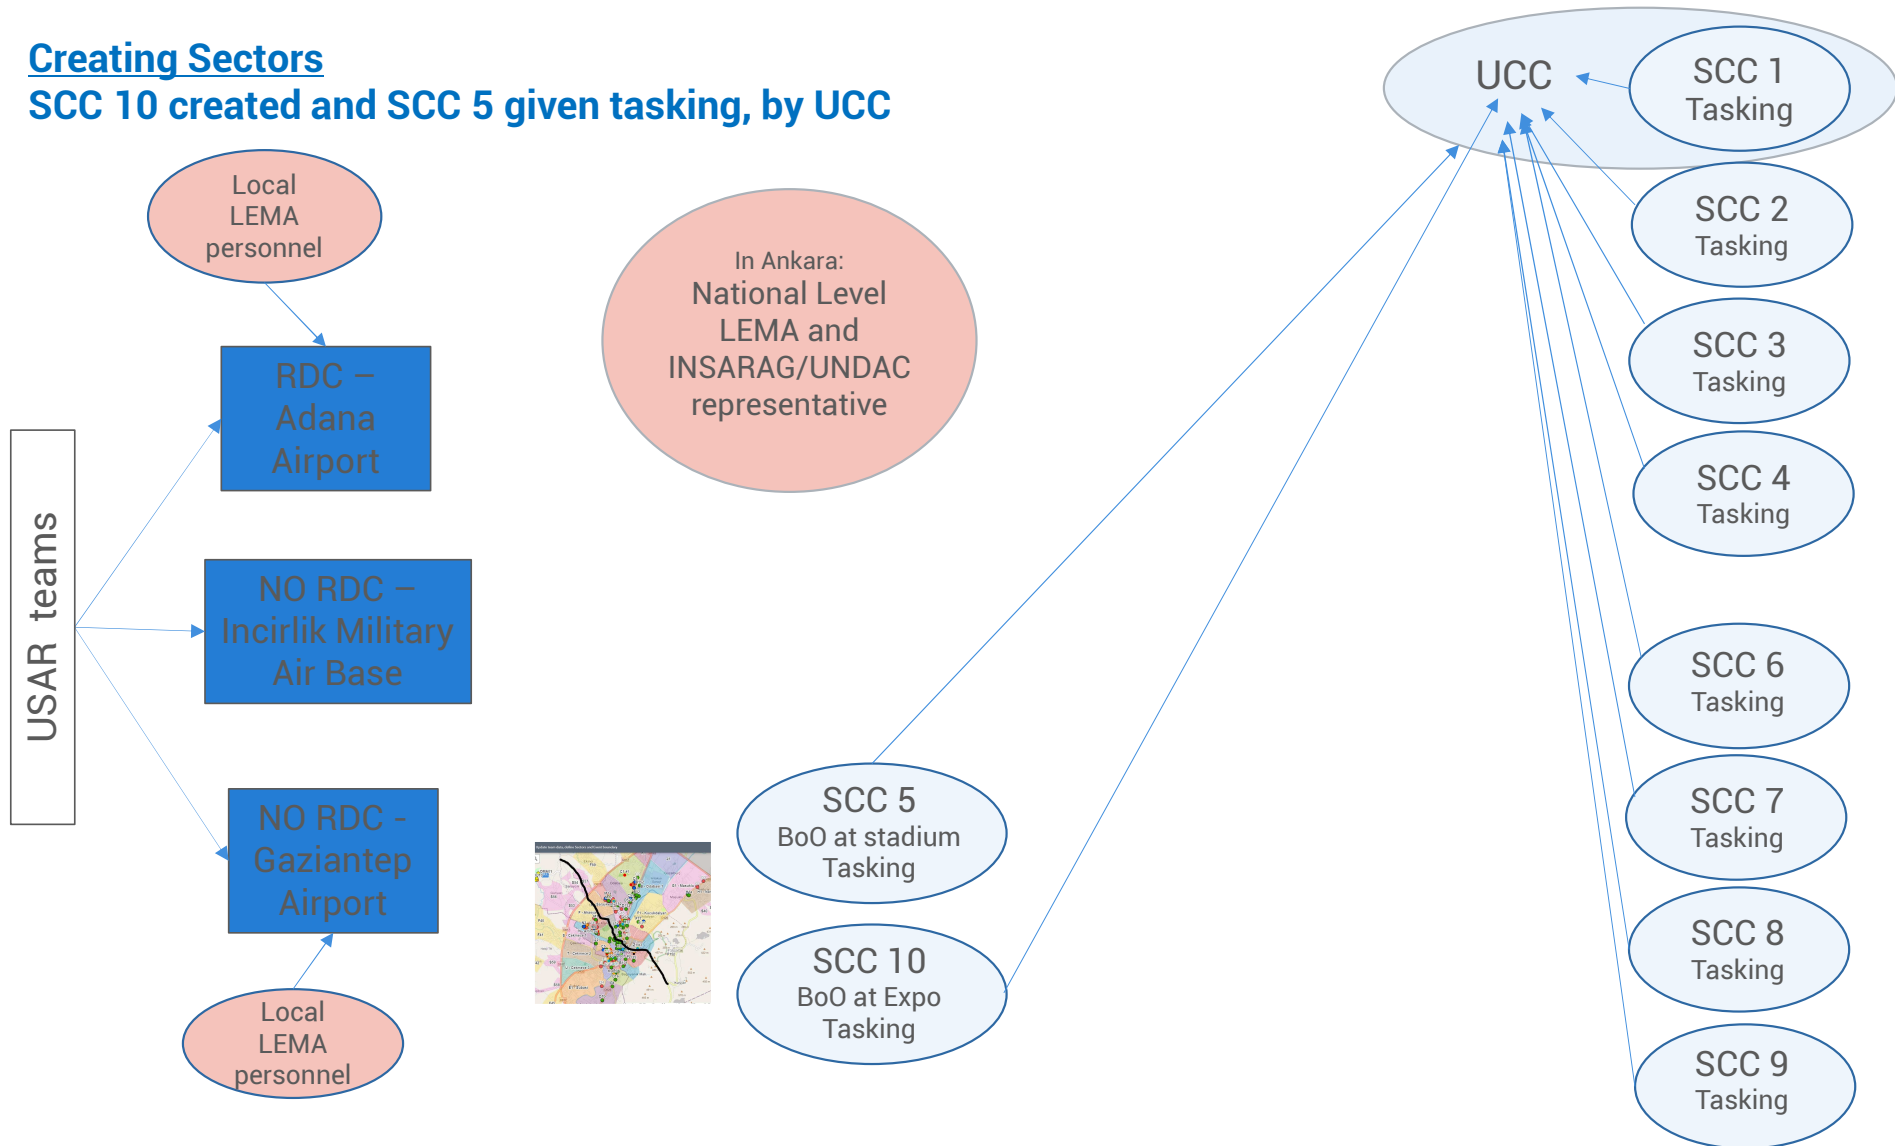 Creating Sectors
SCC 10 created and SCC 5 given tasking, by UCC
Local
LEMA
personnel
RDC –
Adana
Airport
USAR teams
NO RDC –
Incirlik Military
Air Base
NO RDC -
Gaziantep
Airport
Local
LEMA
personnel
In Ankara:
National Level
LEMA and
INSARAG/UNDAC
representative
SCC 5
BoO at stadium
Tasking
SCC 10
BoO at Expo
Tasking
UCC
SCC 1
Tasking
SCC 2
Tasking
SCC 3
Tasking
SCC 4
Tasking
SCC 6
Tasking
SCC 7
Tasking
SCC 8
Tasking
SCC 9
Tasking